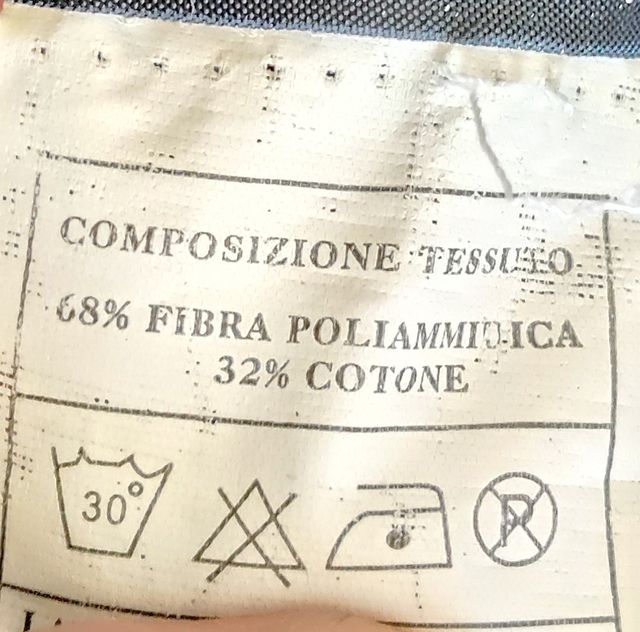 COMPOSIZIONE TESSUTO
68% FIBRA POLIAMMIDICA
32% COTONE
30°
P